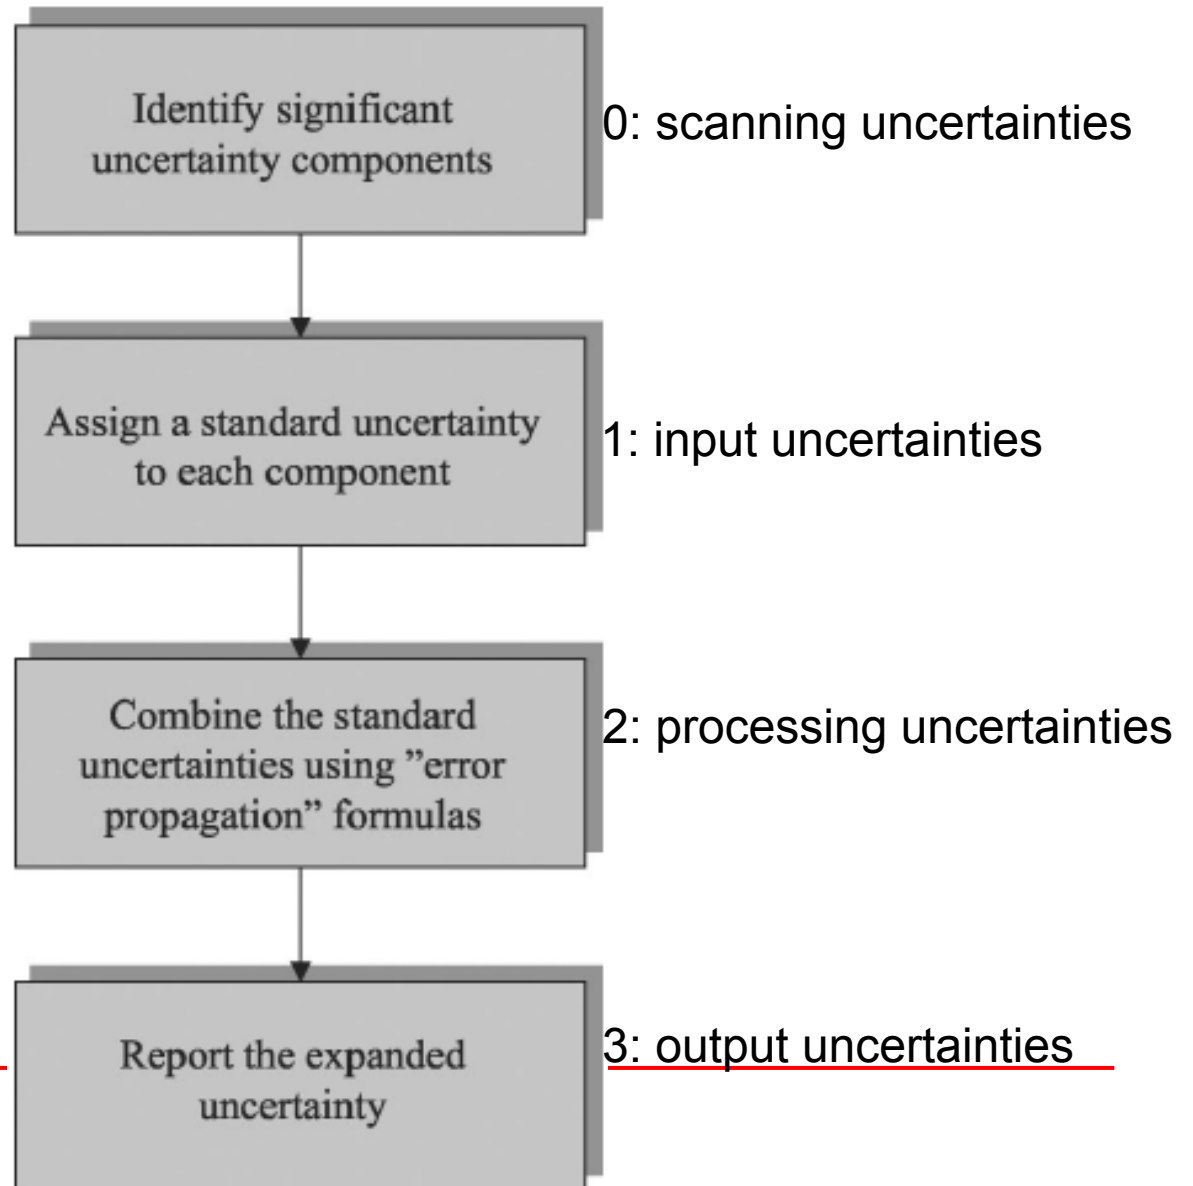 Identify significant
uncertainty components
0: scanning uncertainties
Assign a standard uncertainty
to each component
1: input uncertainties
Combine the standard
uncertainties using ”error
propagation” formulas
2: processing uncertainties
Report the expanded
uncertainty
3: output uncertainties